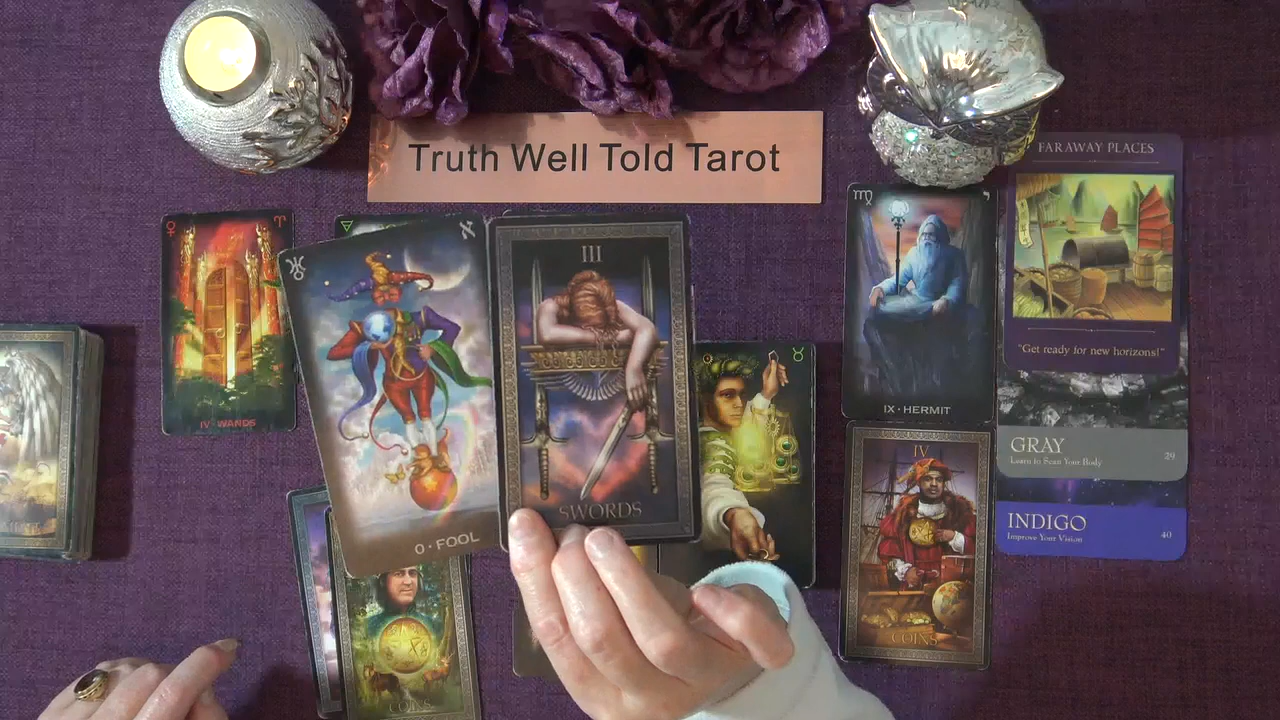 Truth Well Told Tarot
FARAWAY PLACES
"Get ready for new horizons!"
IV • WANDS
0 • FOOL
III
SWORDS
IX • HERMIT
GRAY
Learn to Scan Your Body
29
IV
COINS
INDIGO
Improve Your Vision
40
COINS